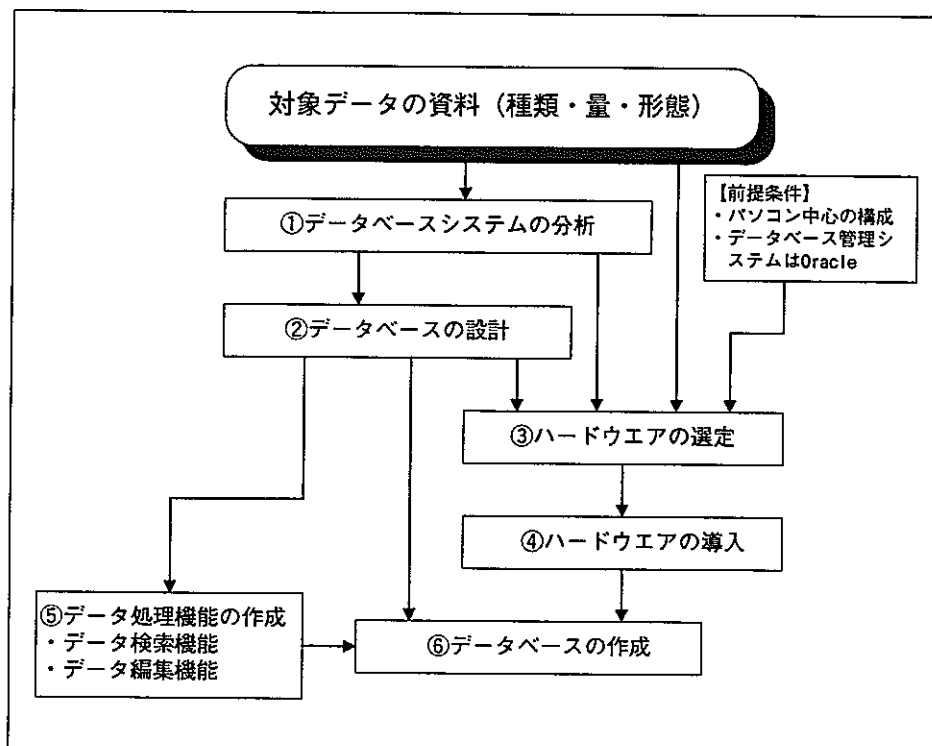 対象データの資料（種類・量・形態）
①データベースシステムの分析
【前提条件】
・パソコン中心の構成
・データベース管理シ
ステムはOracle
②データベースの設計
③ハードウエアの選定
④ハードウエアの導入
⑤データ処理機能の作成
・データ検索機能
・データ編集機能
⑥データベースの作成